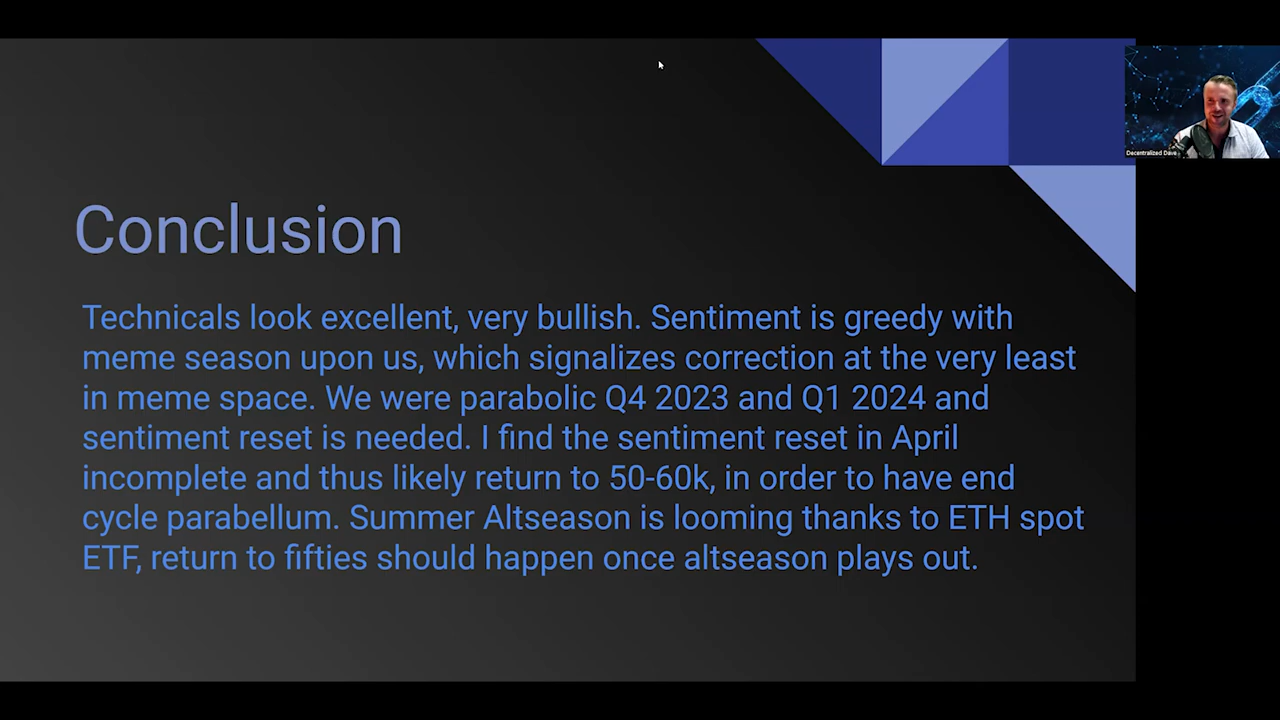 Decentralized Dave
Conclusion
Technicals look excellent, very bullish. Sentiment is greedy with
meme season upon us, which signalizes correction at the very least
in meme space. We were parabolic Q4 2023 and Q1 2024 and
sentiment reset is needed. I find the sentiment reset in April
incomplete and thus likely return to 50-60k, in order to have end
cycle parabellum. Summer Altseason is looming thanks to ETH spot
ETF, return to fifties should happen once altseason plays out.